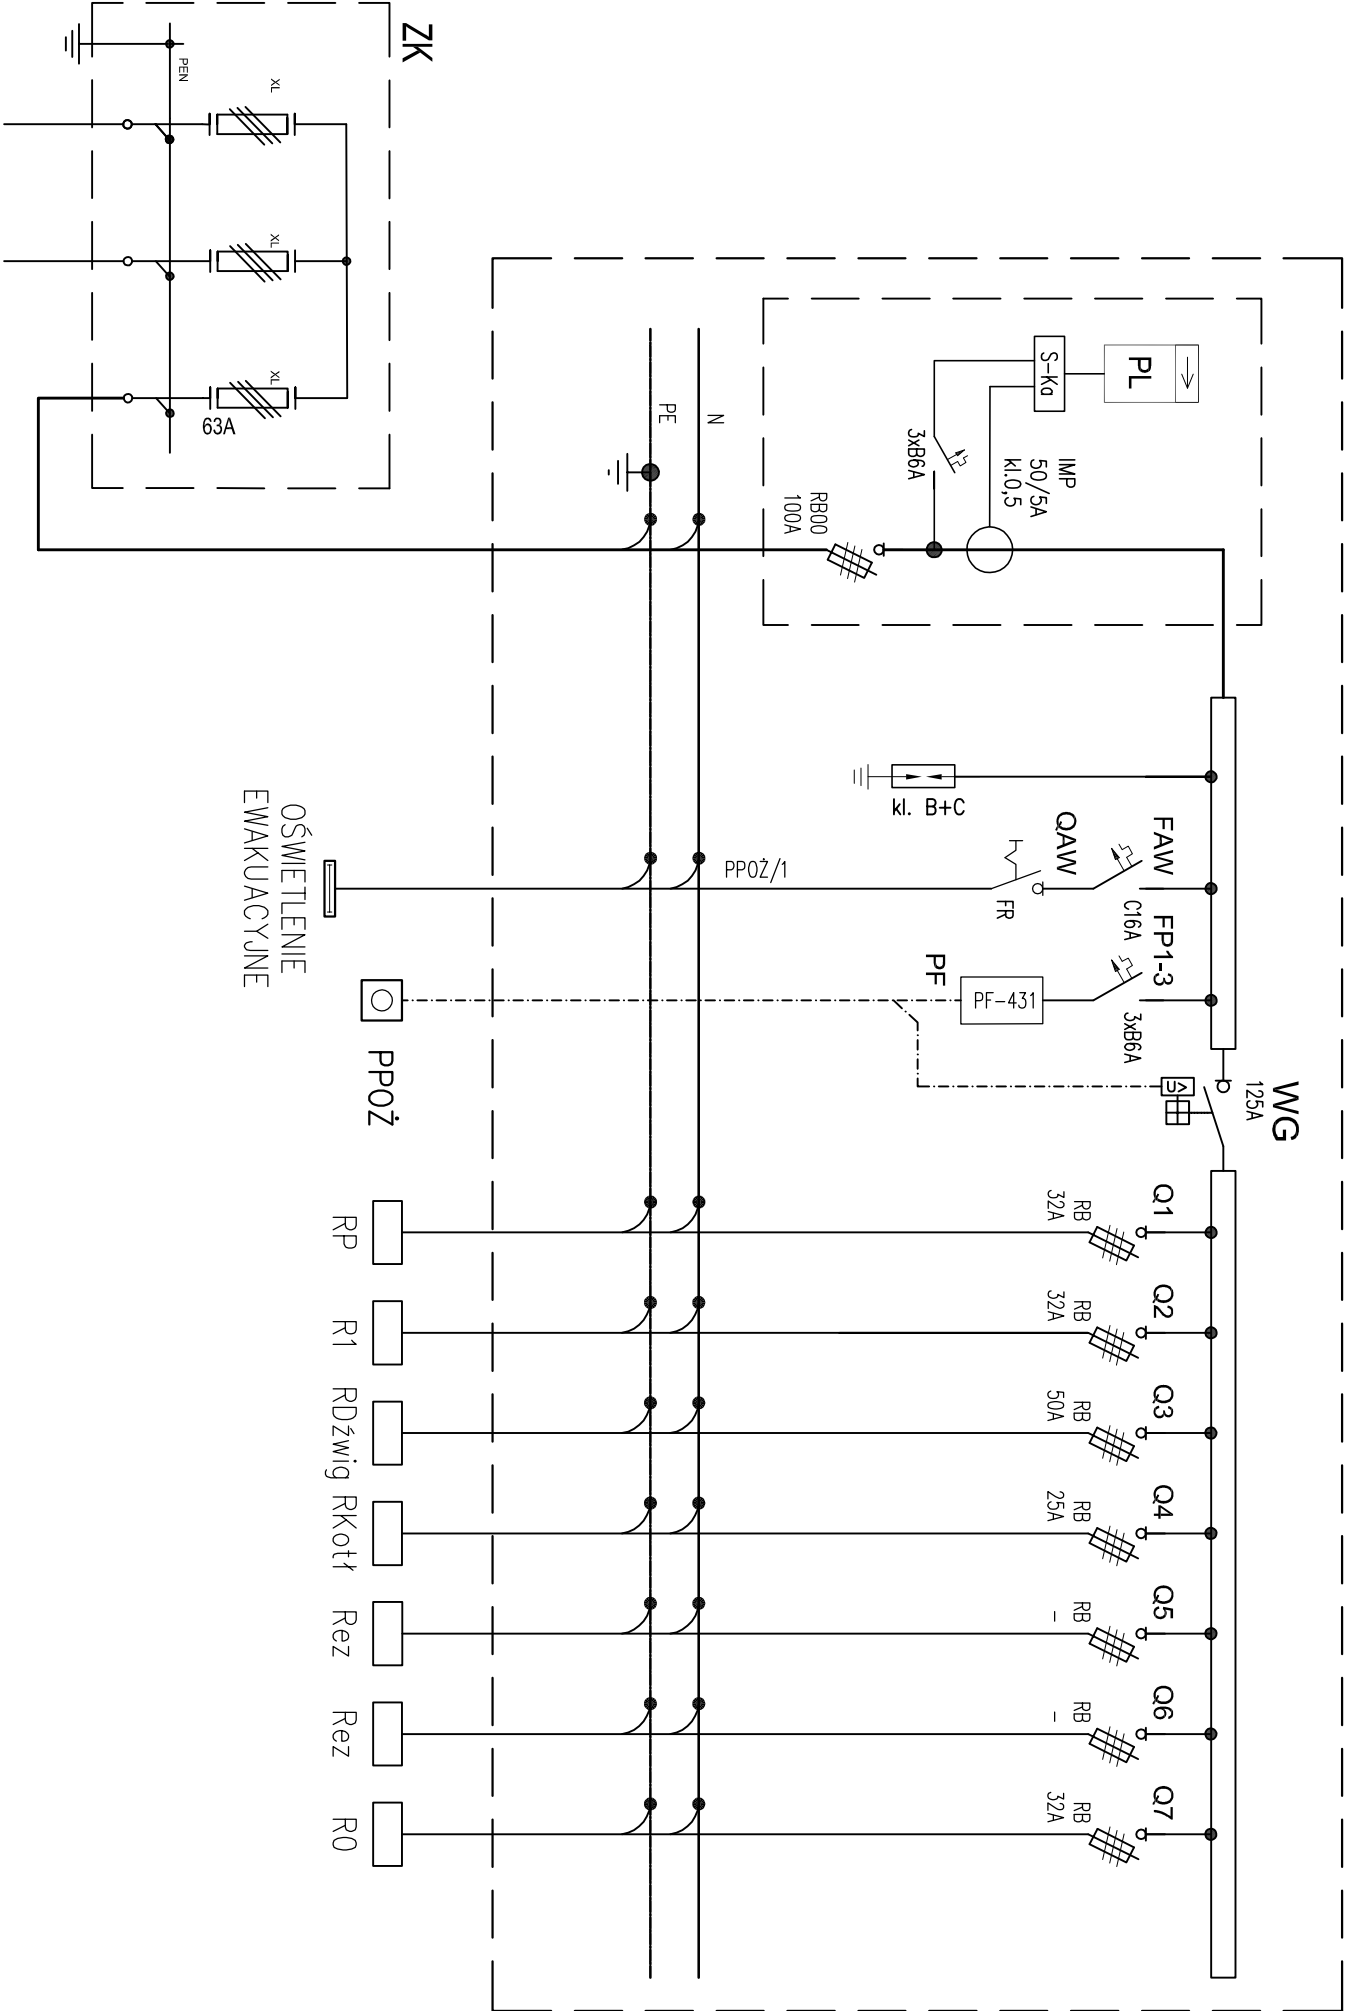 ZK
PEN
XL
XL
XL
63A
PL
S-Ka
3xB6A
IMP
50/5A
kl.0,5
RB00
100A
N
PE
kl. B+C
FAW
C16A
QAW
FR
PPOŻ/1
OŚWIETLENIE
EWAKUACYJNE
FP1-3
3xB6A
PF
PF-431
PPOŻ
WG
125A
U<
Q1
RB
32A
RP
Q2
RB
32A
R1
Q3
RB
50A
RDźwig
Q4
RB
25A
RKotł
Q5
RB
-
Rez
Q6
RB
-
Rez
Q7
RB
32A
R0